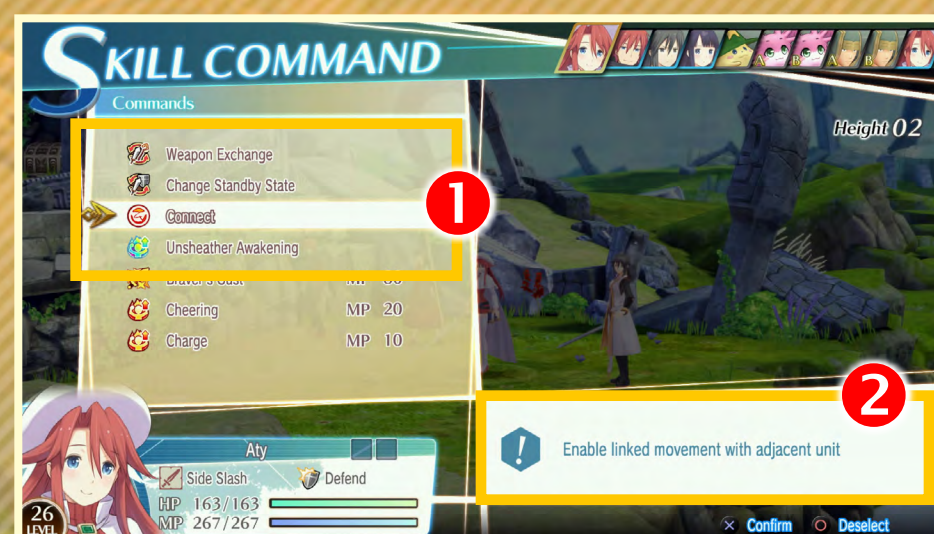 SKILL COMMAND
A
B
A
B
Commands
Height 02
Weapon Exchange
Change Standby State
1
Connect
Unsheather Awakening
Cheering MP 20
Charge MP 10
2
Enable linked movement with adjacent unit
Aty
Side Slash Defend
HP 163/163
MP 267/267
26
LEVEL
Confirm Deselect